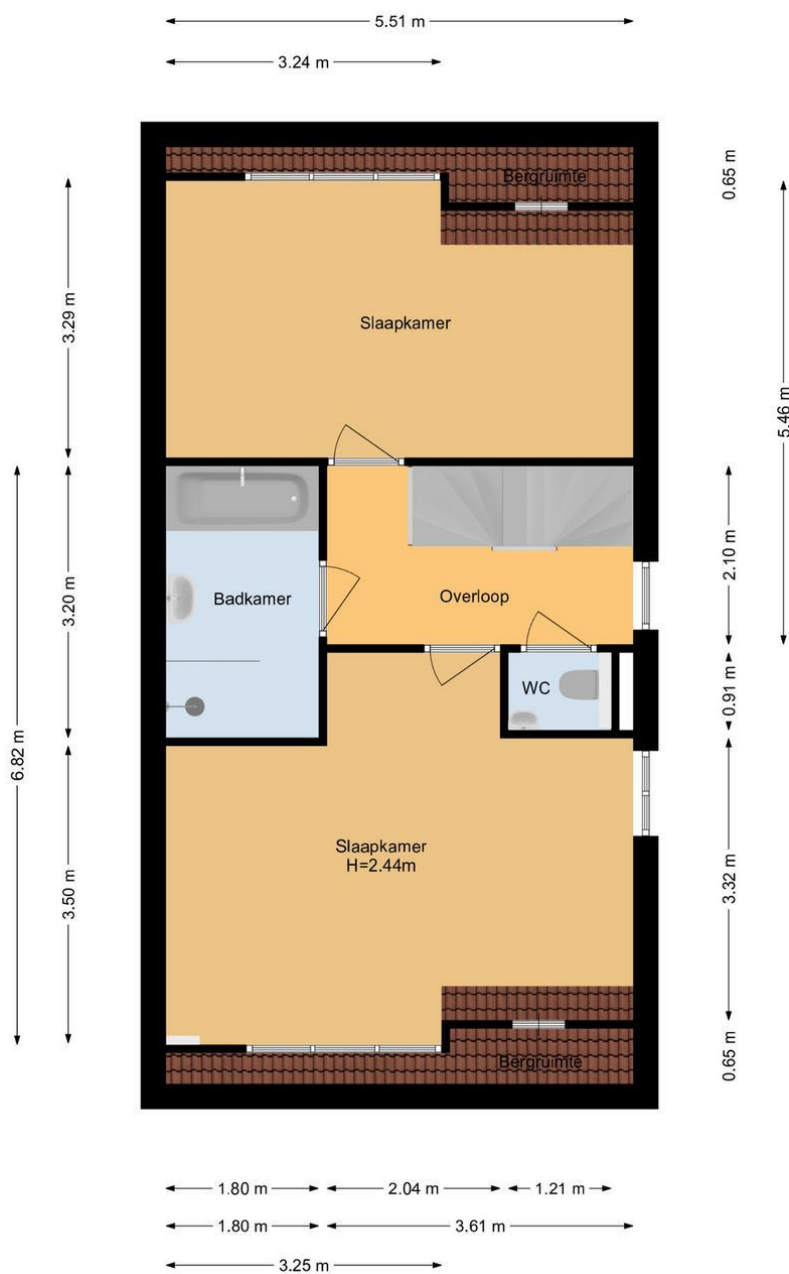 5.51 m
3.24 m
Bergruimte
0.65 m
3.29 m
Slaapkamer
5.46 m
2.10 m
3.20 m
Badkamer
Overloop
WC
0.91 m
6.82 m
Slaapkamer
H=2.44m
3.50 m
3.32 m
Bergruimte
0.65 m
1.80 m
2.04 m
1.21 m
1.80 m
3.61 m
3.25 m